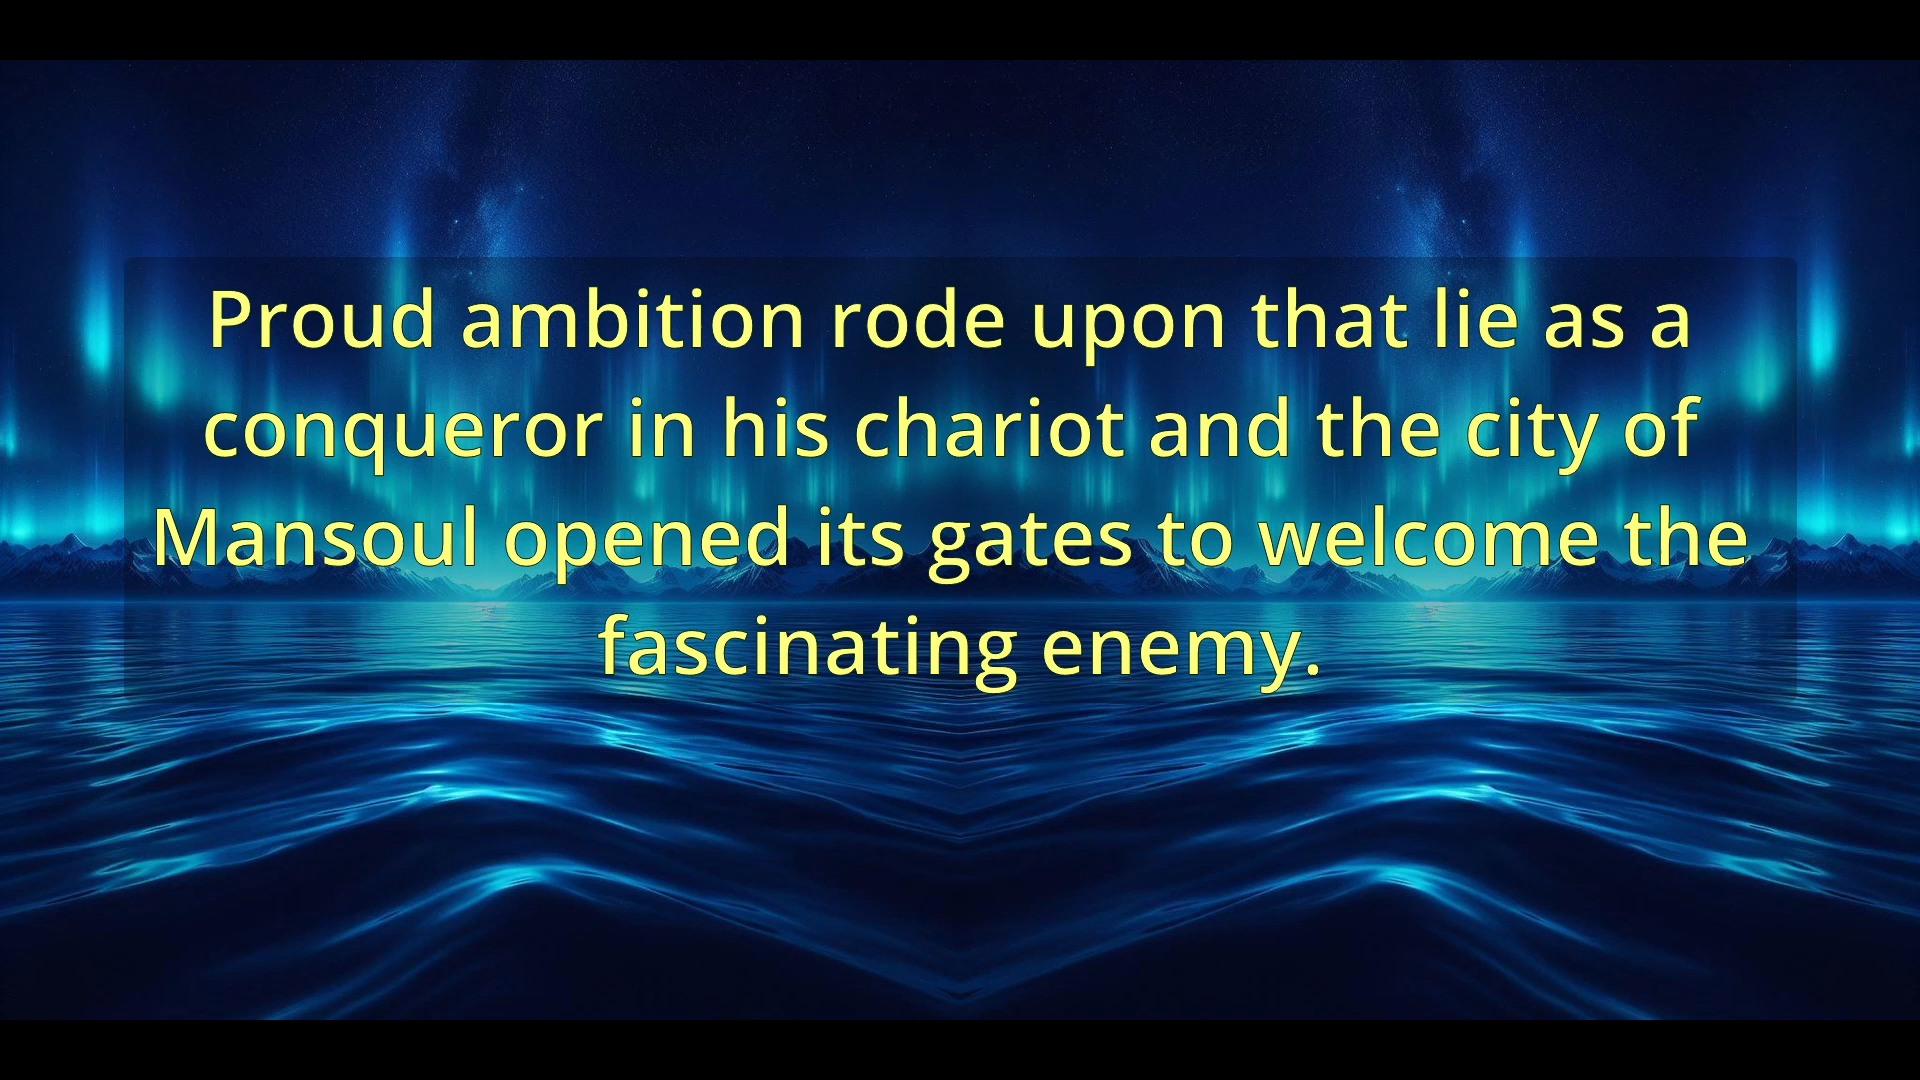 Proud ambition rode upon that lie as a
conqueror in his chariot and the city of
Mansoul opened its gates to welcome the
fascinating enemy.